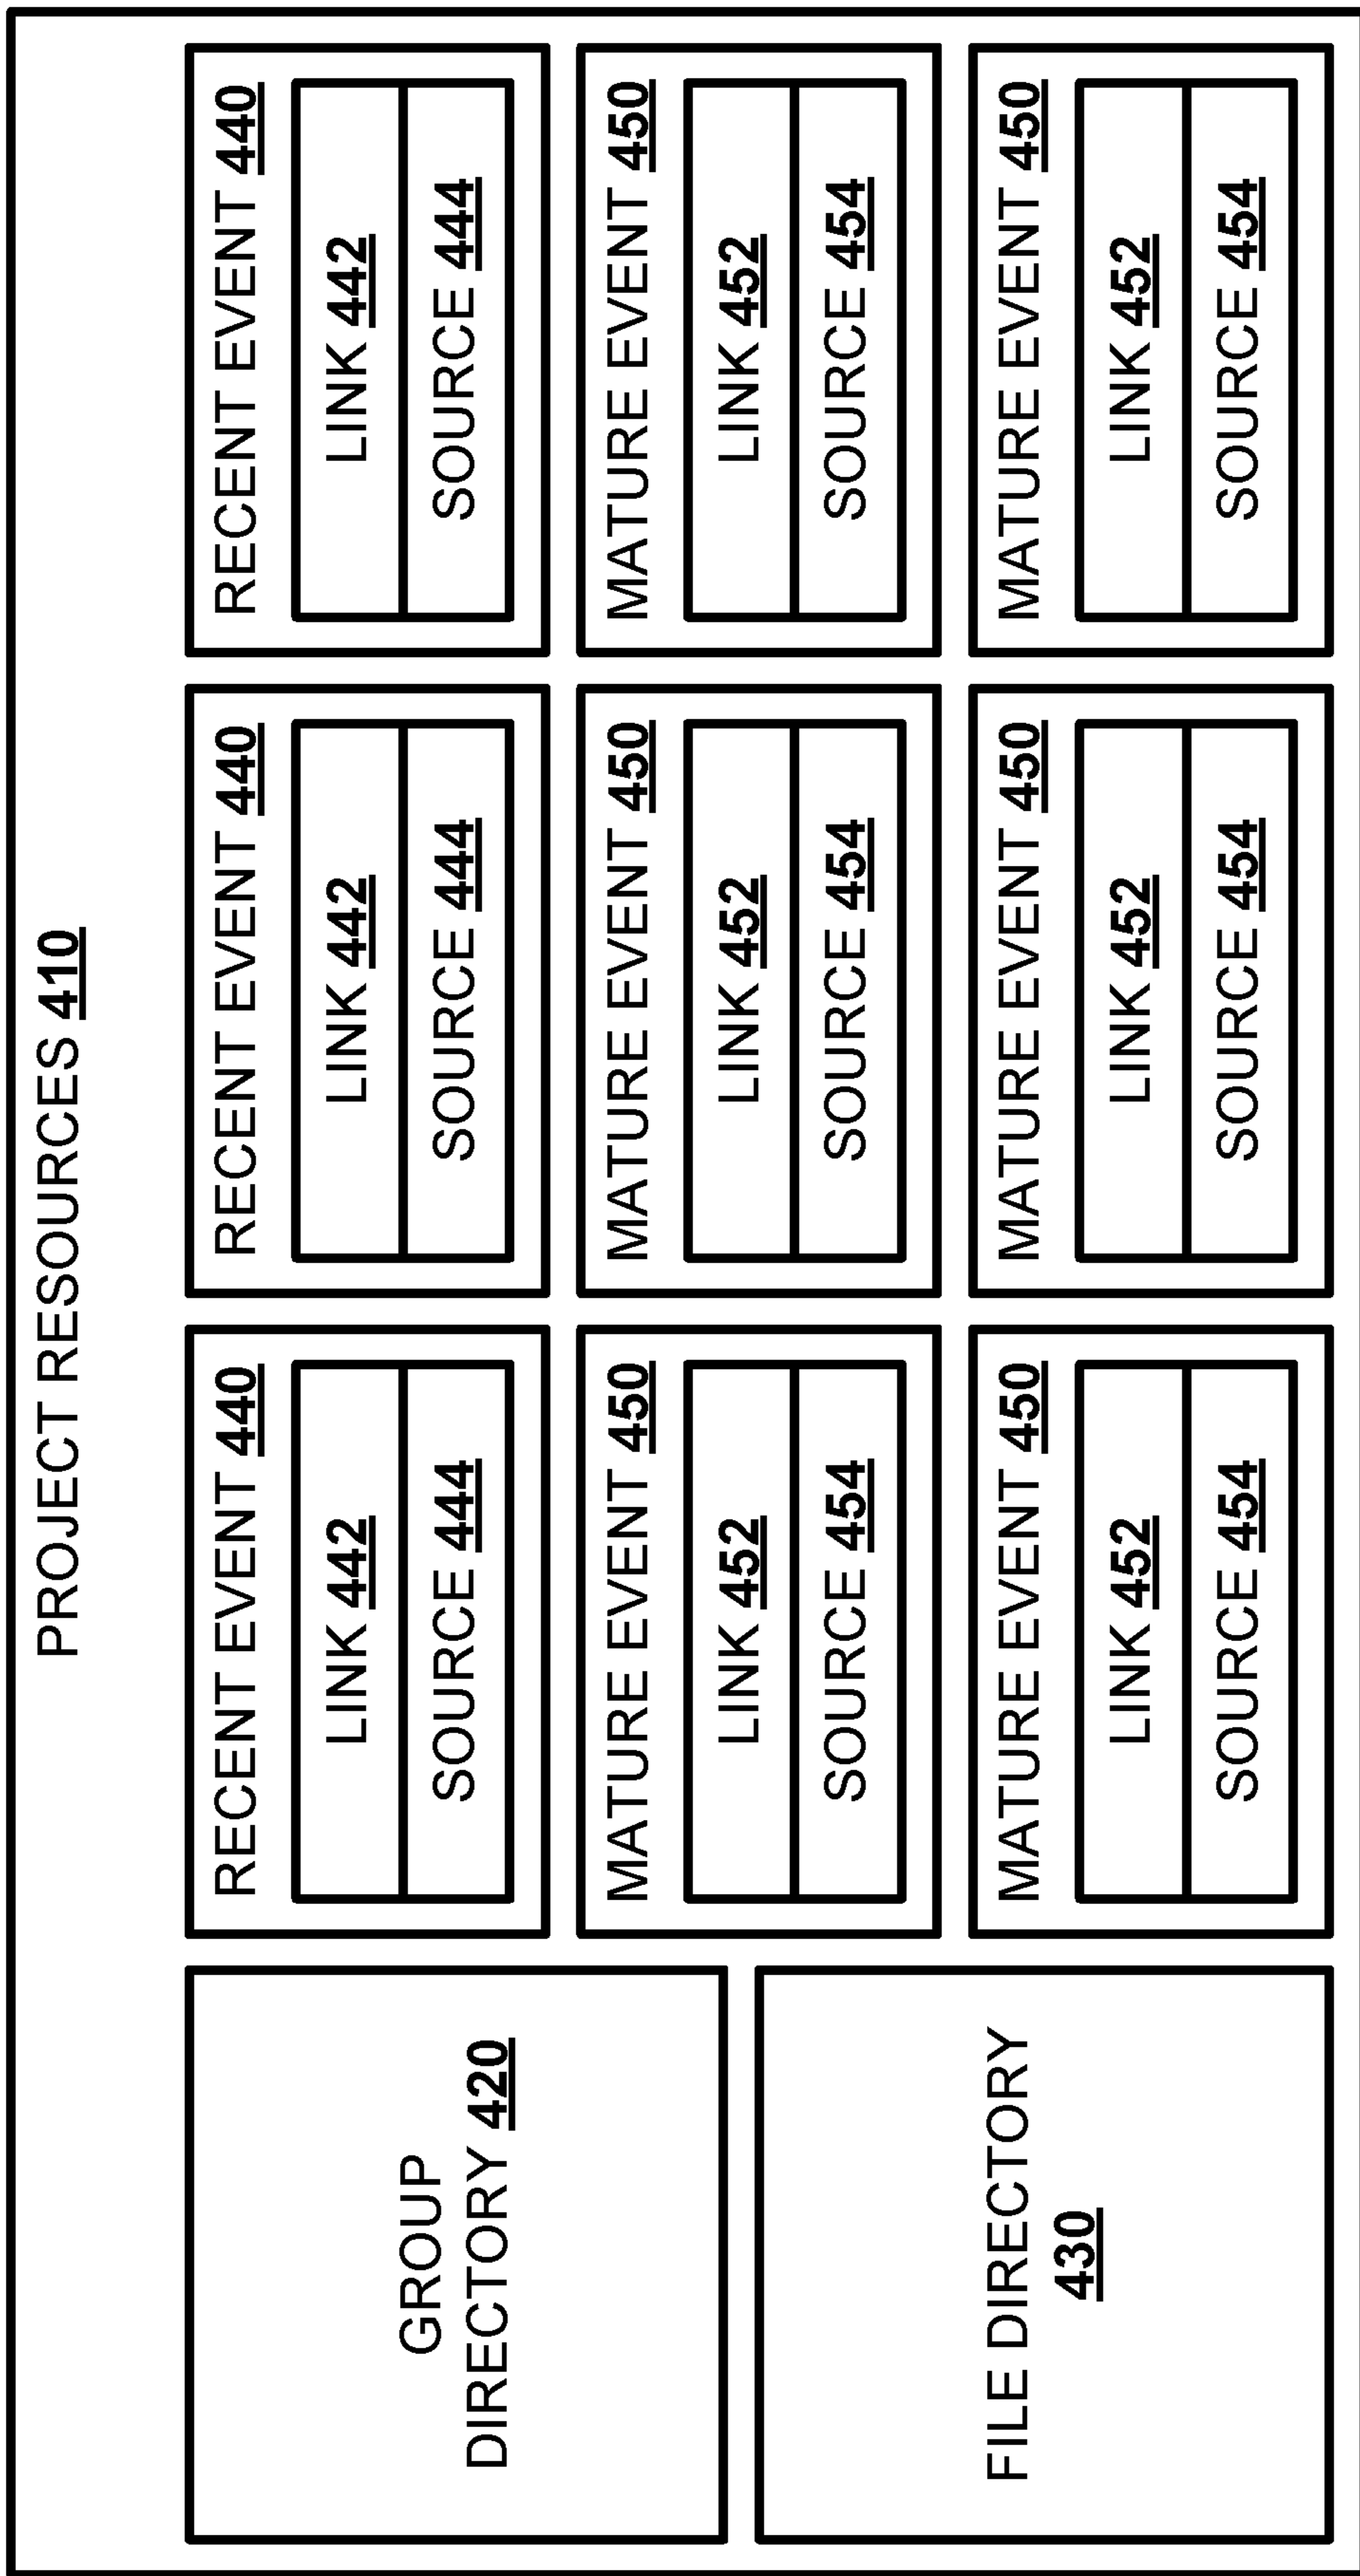 PROJECT RESOURCES 410
GROUP
DIRECTORY 420
FILE DIRECTORY
430
RECENT EVENT 440
LINK 442
SOURCE 444
RECENT EVENT 440
LINK 442
SOURCE 444
RECENT EVENT 440
LINK 442
SOURCE 444
MATURE EVENT 450
LINK 452
SOURCE 454
MATURE EVENT 450
LINK 452
SOURCE 454
MATURE EVENT 450
LINK 452
SOURCE 454
MATURE EVENT 450
LINK 452
SOURCE 454
MATURE EVENT 450
LINK 452
SOURCE 454
MATURE EVENT 450
LINK 452
SOURCE 454